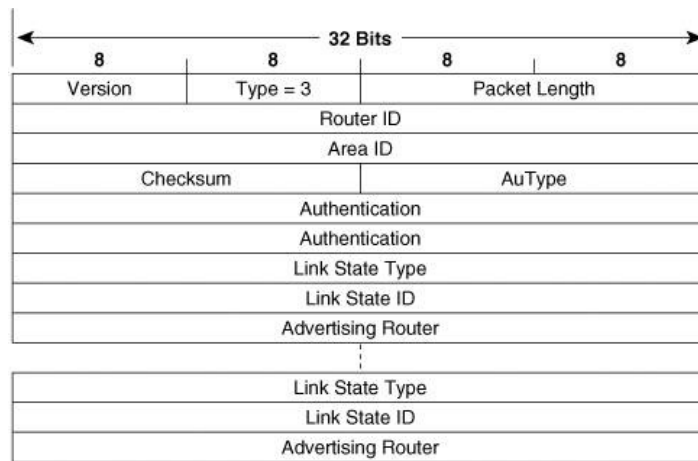 32 Bits
8 8 8 8
Version Type = 3 Packet Length
Router ID
Area ID
Checksum AuType
Authentication
Authentication
Link State Type
Link State ID
Advertising Router
Link State Type
Link State ID
Advertising Router